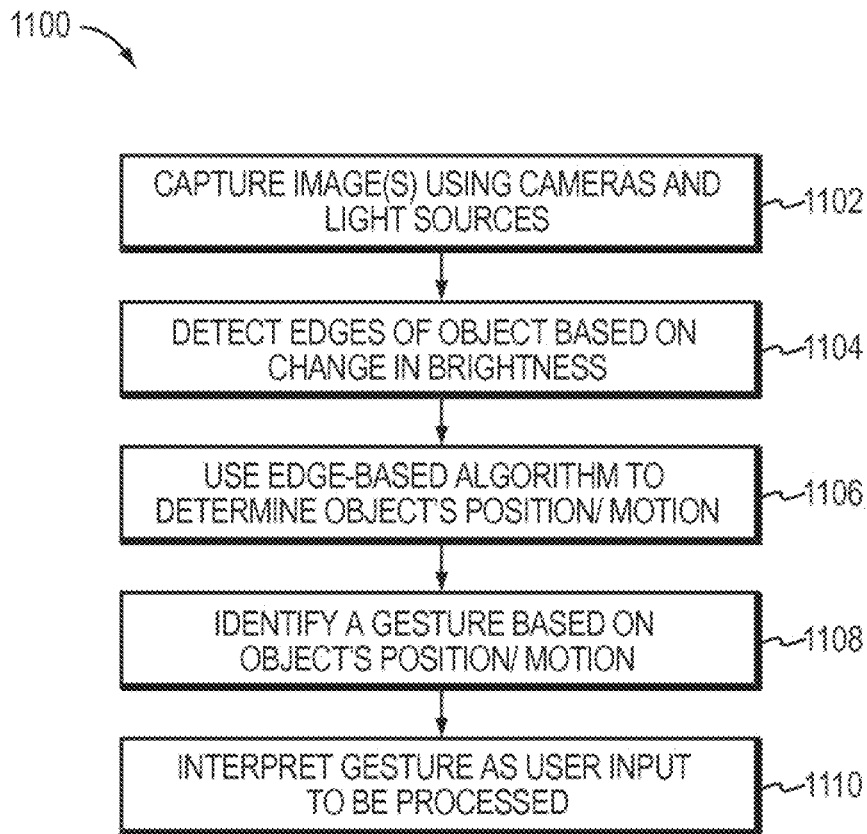 1100
CAPTURE IMAGE(S) USING CAMERAS AND
LIGHT SOURCES
1102
DETECT EDGES OF OBJECT BASED ON
CHANGE IN BRIGHTNESS
1104
USE EDGE-BASED ALGORITHM TO
DETERMINE OBJECT'S POSITION/ MOTION
1106
IDENTIFY A GESTURE BASED ON
OBJECT'S POSITION/ MOTION
1108
INTERPRET GESTURE AS USER INPUT
TO BE PROCESSED
1110